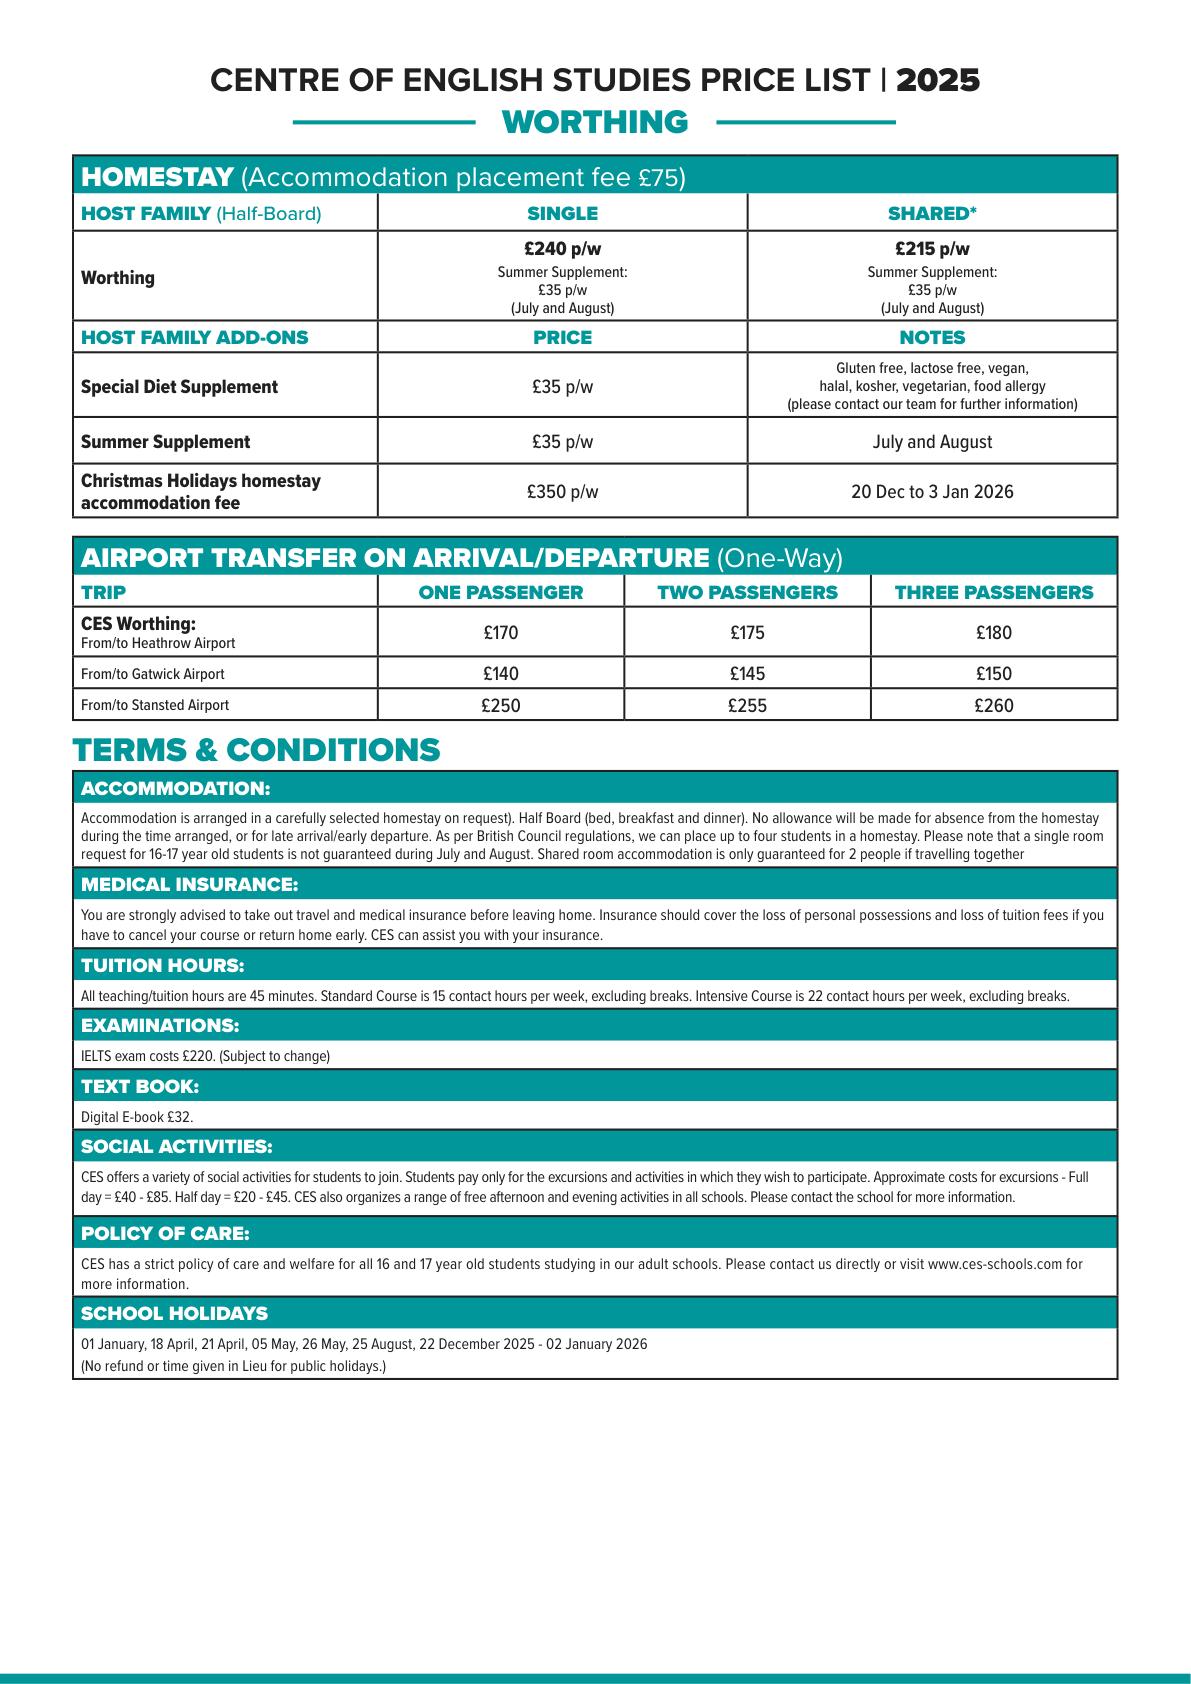 CENTRE OF ENGLISH STUDIES PRICE LIST | 2025
WORTHING
HOMESTAY (Accommodation placement fee £75)
HOST FAMILY (Half-Board) SINGLE SHARED*
Worthing
£240 p/w
Summer Supplement:
£35 p/w
(July and August)
£215 p/w
Summer Supplement:
£35 p/w
(July and August)
HOST FAMILY ADD-ONS PRICE NOTES
Special Diet Supplement
£35 p/w
Gluten free, lactose free, vegan,
halal, kosher, vegetarian, food allergy
(please contact our team for further information)
Summer Supplement £35 p/w July and August
Christmas Holidays homestay
accommodation fee
£350 p/w
20 Dec to 3 Jan 2026
AIRPORT TRANSFER ON ARRIVAL/DEPARTURE (One-Way)
TRIP ONE PASSENGER TWO PASSENGERS THREE PASSENGERS
CES Worthing:
From/to Heathrow Airport
£170 £175 £180
From/to Gatwick Airport £140 £145 £150
From/to Stansted Airport £250 £255 £260
TERMS & CONDITIONS
ACCOMMODATION:
Accommodation is arranged in a carefully selected homestay on request). Half Board (bed, breakfast and dinner). No allowance will be made for absence from the homestay
during the time arranged, or for late arrival/early departure. As per British Council regulations, we can place up to four students in a homestay. Please note that a single room
request for 16-17 year old students is not guaranteed during July and August. Shared room accommodation is only guaranteed for 2 people if travelling together
MEDICAL INSURANCE:
You are strongly advised to take out travel and medical insurance before leaving home. Insurance should cover the loss of personal possessions and loss of tuition fees if you
have to cancel your course or return home early. CES can assist you with your insurance.
TUITION HOURS:
All teaching/tuition hours are 45 minutes. Standard Course is 15 contact hours per week, excluding breaks. Intensive Course is 22 contact hours per week, excluding breaks.
EXAMINATIONS:
IELTS exam costs £220. (Subject to change)
TEXT BOOK:
Digital E-book £32.
SOCIAL ACTIVITIES:
CES offers a variety of social activities for students to join. Students pay only for the excursions and activities in which they wish to participate. Approximate costs for excursions - Full
day = £40 - £85. Half day = £20 - £45. CES also organizes a range of free afternoon and evening activities in all schools. Please contact the school for more information.
POLICY OF CARE:
CES has a strict policy of care and welfare for all 16 and 17 year old students studying in our adult schools. Please contact us directly or visit www.ces-schools.com for
more information.
SCHOOL HOLIDAYS
01 January, 18 April, 21 April, 05 May, 26 May, 25 August, 22 December 2025 - 02 January 2026
(No refund or time given in Lieu for public holidays.)